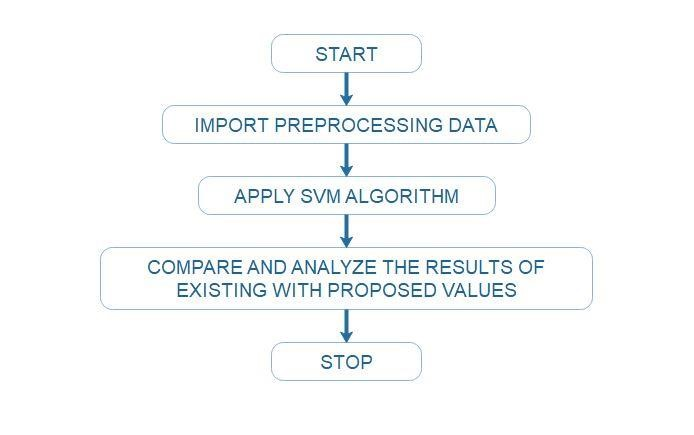 START
IMPORT PREPROCESSING DATA
APPLY SVM ALGORITHM
COMPARE AND ANALYZE THE RESULTS OF
EXISTING WITH PROPOSED VALUES
STOP